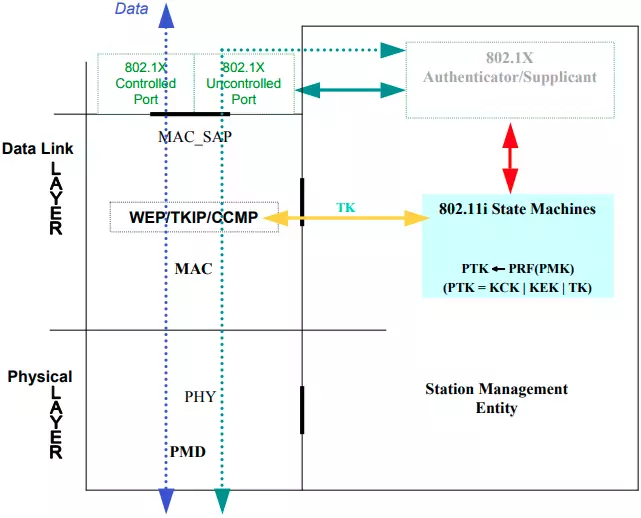 Data
802.1X
Controlled
Port
802.1X
Uncontrolled
Port
802.1X
Authenticator/Supplicant
MAC_SAP
Data Link
LAYER
WEP/TKIP/CCMP
TK
802.11i State Machines
PTK ← PRF(PMK)
(PTK = KCK | KEK | TK)
MAC
Physical
LAYER
PHY
Station Management
Entity
PMD